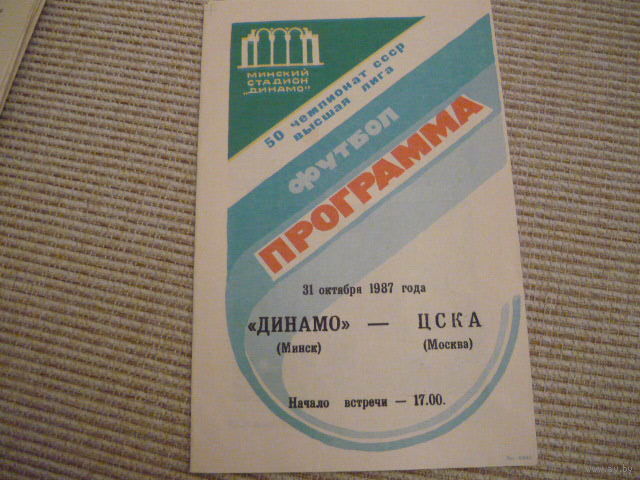 МИНСКИЙ
СТАДИОН
„ДИНАМО"
50 чемпионат ссср
высшая лига
ФУТБОЛ
ПРОГРАММА
31 октября 1987 года
«ДИНАМО» — ЦСКА
(Минск) (Москва)
Начало встречи — 17.00.